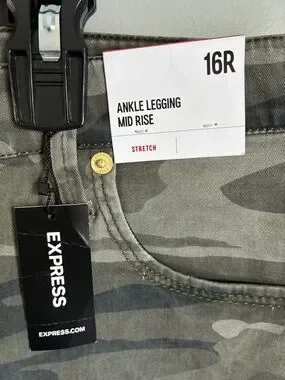 16R
ANKLE LEGGING
MID RISE
STRETCH
EXPRESS
EXPRESS.COM